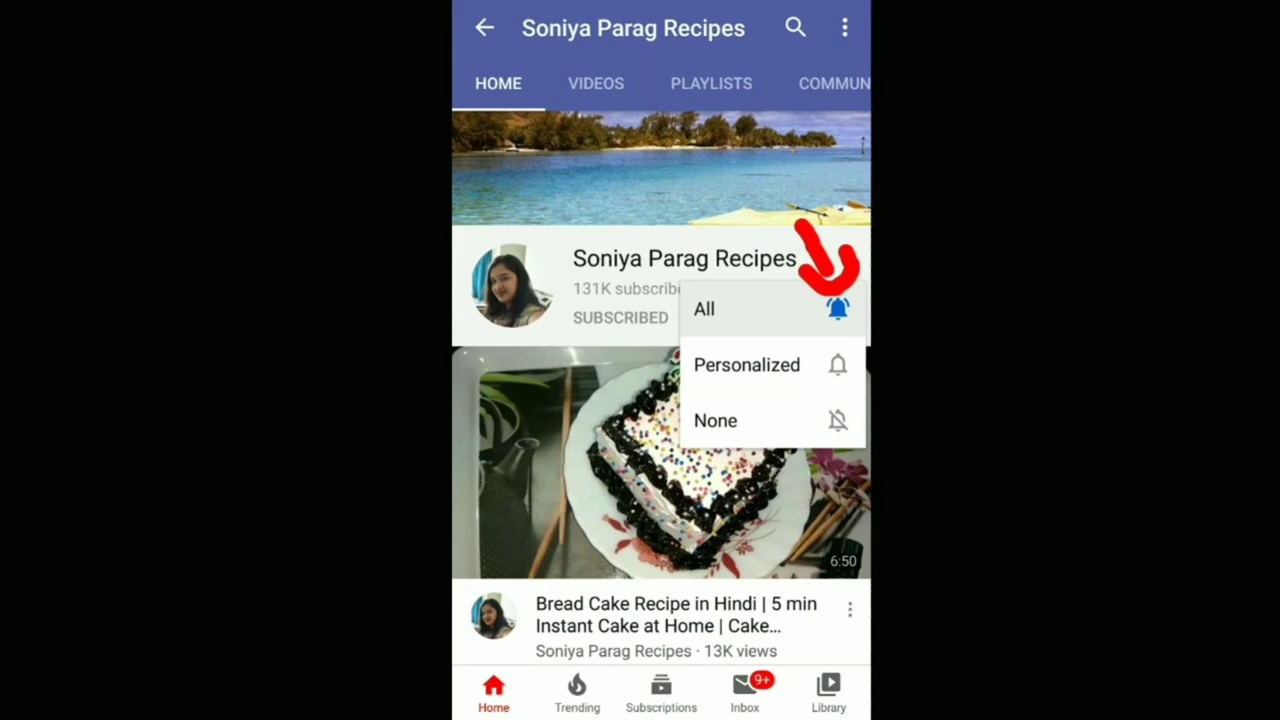 Soniya Parag Recipes
HOME VIDEOS PLAYLISTS COMMUN
Soniya Parag Recipes
131K subscribe
SUBSCRIBED
All
Personalized
None
6:50
Bread Cake Recipe in Hindi | 5 min
Instant Cake at Home | Cake...
Soniya Parag Recipes · 13K views
9+
Home Trending Subscriptions Inbox Library